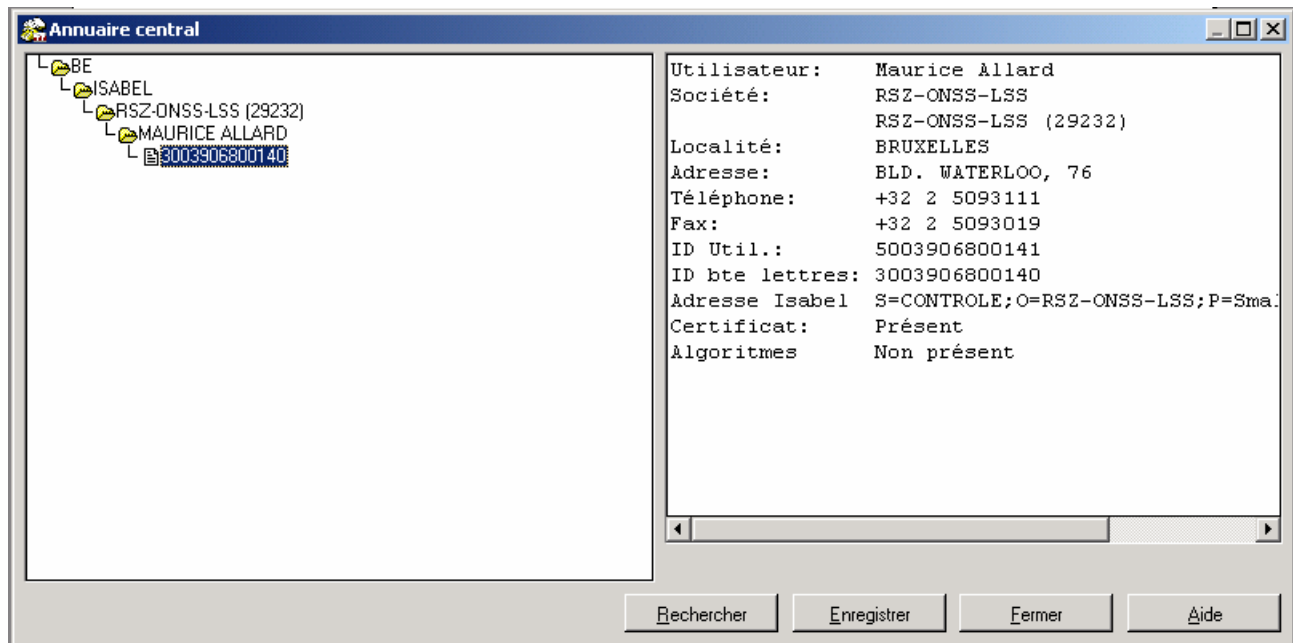 Annuaire central
BE
ISABEL
RSZ-ONSS-LSS (29232)
MAURICE ALLARD
3003906800140
Utilisateur: Maurice Allard
Société: RSZ-ONSS-LSS
RSZ-ONSS-LSS (29232)
Localité: BRUXELLES
Adresse: BLD. WATERLOO, 76
Téléphone: +32 2 5093111
Fax: +32 2 5093019
ID Util.: 5003906800141
ID bte lettres: 3003906800140
Adresse Isabel S=CONTROLE;O=RSZ-ONSS-LSS;P=Sma
Certificat: Présent
Algoritmes Non présent
Rechercher Enregistrer Fermer Aide